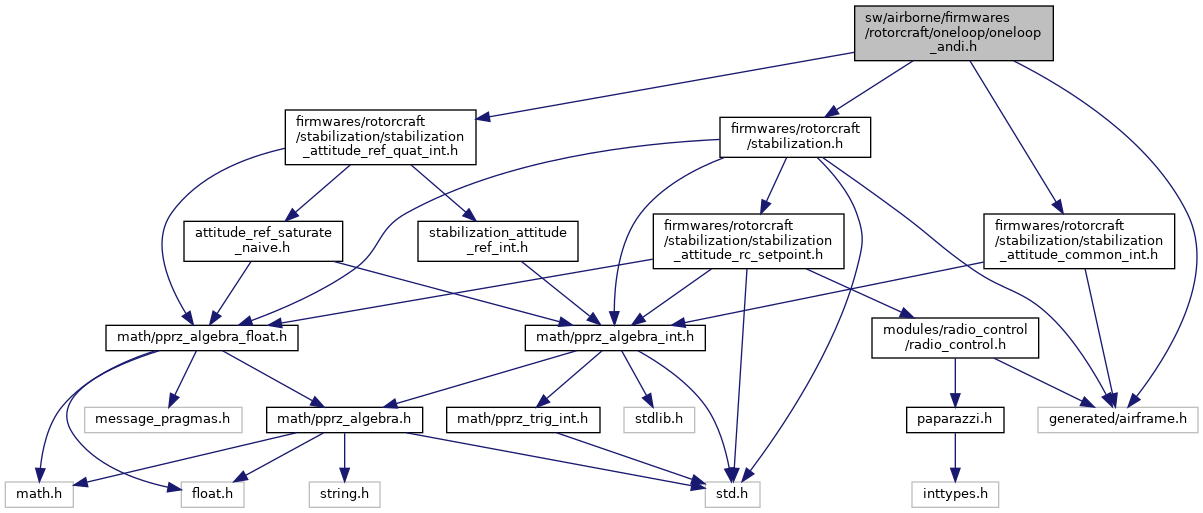 sw/airborne/firmwares
/rotorcraft/oneloop/oneloop
_andi.h
firmwares/rotorcraft
/stabilization/stabilization
_attitude_ref_quat_int.h
firmwares/rotorcraft
/stabilization.h
attitude_ref_saturate
_naive.h
stabilization_attitude
_ref_int.h
firmwares/rotorcraft
/stabilization/stabilization
_attitude_rc_setpoint.h
firmwares/rotorcraft
/stabilization/stabilization
_attitude_common_int.h
math/pprz_algebra_float.h
math/pprz_algebra_int.h
modules/radio_control
/radio_control.h
message_pragmas.h
math/pprz_algebra.h
math/pprz_trig_int.h
stdlib.h
paparazzi.h
generated/airframe.h
math.h
float.h
string.h
std.h
inttypes.h